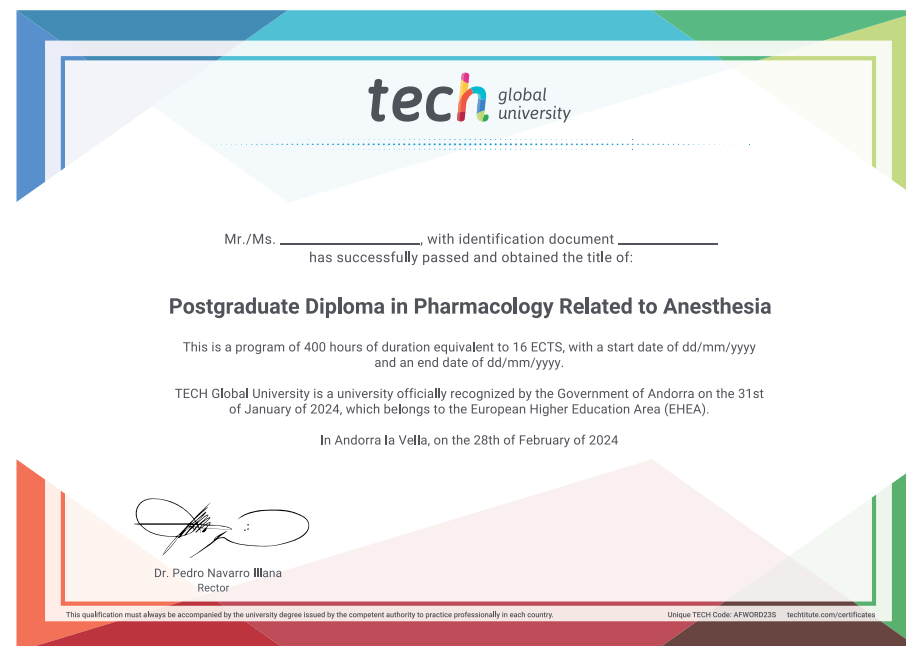 tech global
university
Mr./Ms. ____________, with identification document ____________
has successfully passed and obtained the title of:
Postgraduate Diploma in Pharmacology Related to Anesthesia
This is a program of 400 hours of duration equivalent to 16 ECTS, with a start date of dd/mm/yyyy
and an end date of dd/mm/yyyy.
TECH Global University is a university officially recognized by the Government of Andorra on the 31st
of January of 2024, which belongs to the European Higher Education Area (EHEA).
In Andorra la Vella, on the 28th of February of 2024
Dr. Pedro Navarro Illana
Rector
This qualification must always be accompanied by the university degree issued by the competent authority to practice professionally in each country.
Unique TECH Code: AFWORD23S techtitute.com/certificates